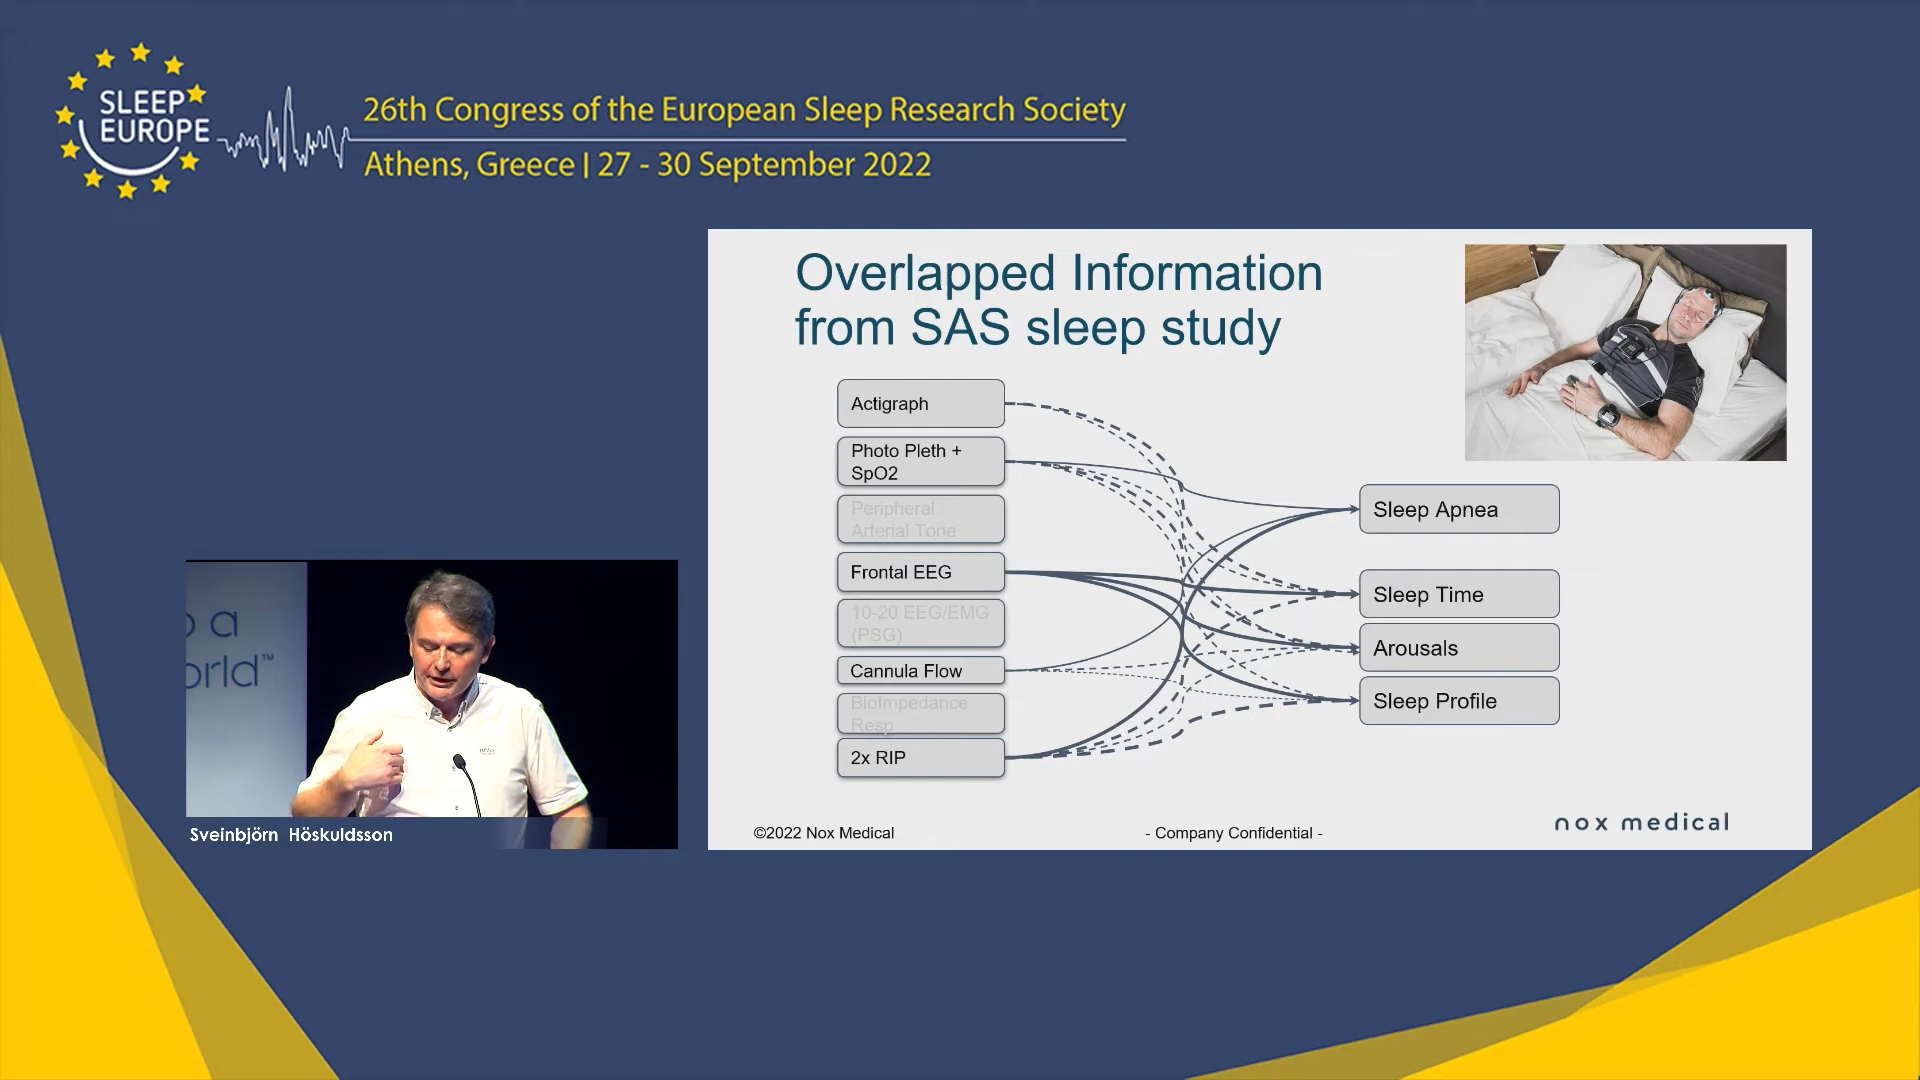 SLEEP
EUROPE
26th Congress of the European Sleep Research Society
Athens, Greece | 27 - 30 September 2022
Overlapped Information
from SAS sleep study
Actigraph
Photo Pleth +
SpO2
Peripheral
Arterial Tone
Frontal EEG
10-20 EEG/EMG
(PSG)
Cannula Flow
BioImpedance
Resp
2x RIP
Sleep Apnea
Sleep Time
Arousals
Sleep Profile
©2022 Nox Medical
- Company Confidential -
nox medical
a
orld™
Sveinbjörn Höskuldsson